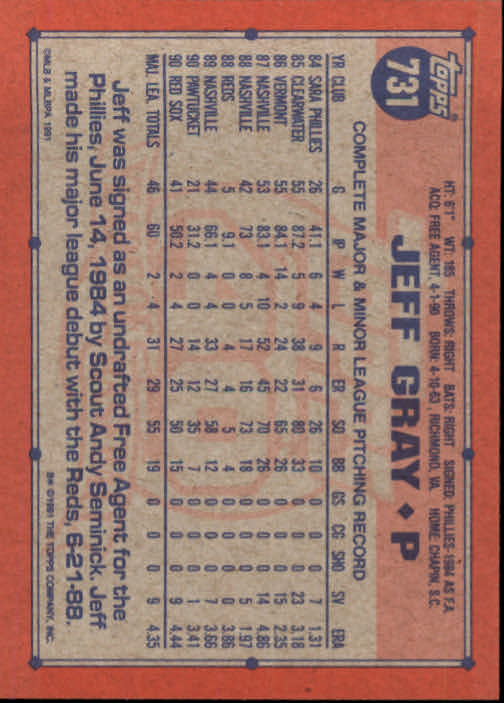 topps®
731
HT: 6'1" WT: 185 THROWS: RIGHT BATS: RIGHT SIGNED: PHILLIES-1984 AS F.A.
ACQ: FREE AGENT, 4-1-90 BORN: 4-10-63, RICHMOND, VA. HOME: CHAPIN, S.C.
JEFF GRAY ♦ P
COMPLETE MAJOR & MINOR LEAGUE PITCHING RECORD
YR CLUB G IP W L R ER SO BB GS CG SHO SV ERA
84 SARA PHILLIES 26 41.1 6 4 9 6 26 10 0 0 0 7 1.31
85 CLEARWATER 55 87.2 5 9 38 31 80 33 0 0 0 23 3.18
86 VERMONT 55 84.1 14 2 24 22 65 26 0 0 0 15 2.35
87 NASHVILLE 53 83.1 4 10 52 45 70 26 0 0 0 14 4.86
88 NASHVILLE 42 73 8 5 17 16 73 18 0 0 0 5 1.97
88 REDS 5 9.1 0 0 4 4 5 4 0 0 0 0 3.86
89 NASHVILLE 44 66.1 4 4 33 27 58 12 0 0 0 7 3.66
90 PAWTUCKET 21 31.2 0 0 14 12 35 7 0 0 0 1 3.41
90 RED SOX 41 50.2 2 4 27 25 50 15 0 0 0 9 4.44
MAJ. LEA. TOTALS 46 60 2 4 31 29 55 19 0 0 0 9 4.35
Jeff was signed as an undrafted Free Agent for the
Phillies, June 14, 1984 by Scout Andy Seminick. Jeff
made his major league debut with the Reds, 6-21-88.
©MLB & MLBPA 1991
B* ©1991 THE TOPPS COMPANY, INC.